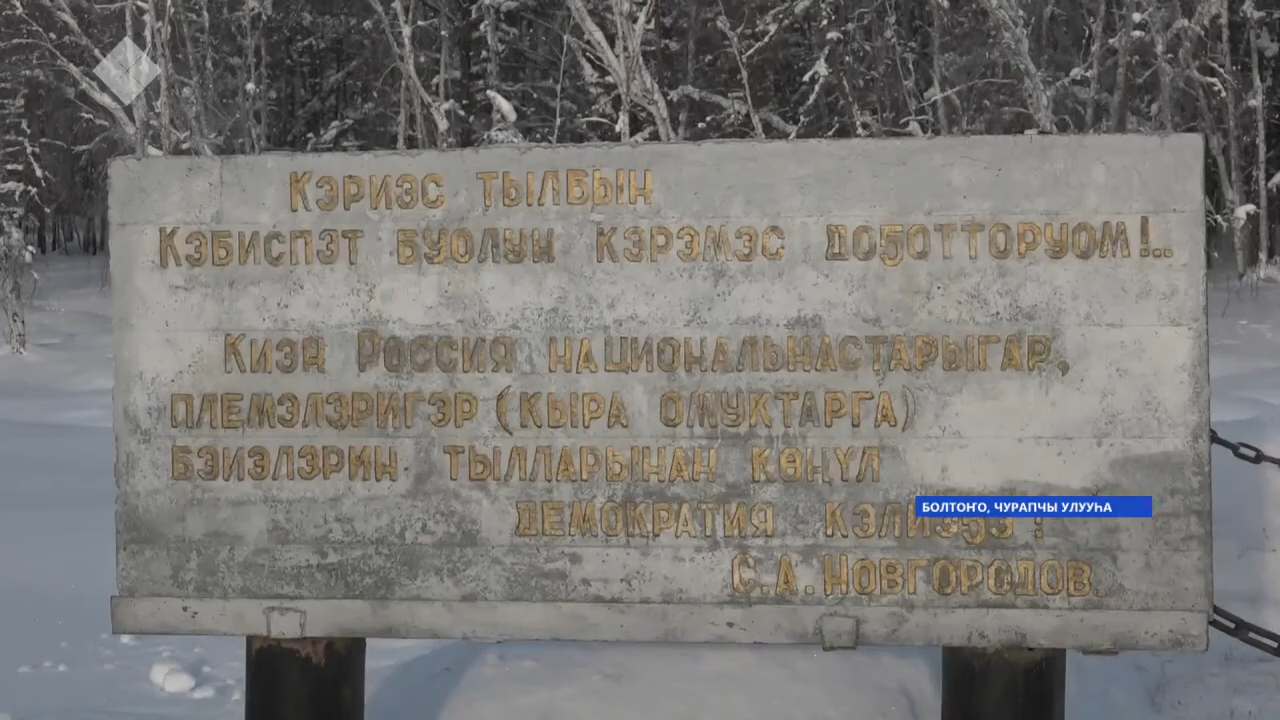 Кэриэс тылбын
Кэбиспэт буолун кэрэмэс доҕотторуом!..
Киэн Россия национальнастарыгар,
племэлэригэр (кыра омуктарга)
бэйэлэрин тылларынан көҥүл
демократия кэлиэҕэ!
БОЛТОҤО, ЧУРАПЧЫ УЛУУҺА
С.А. Новгородов.